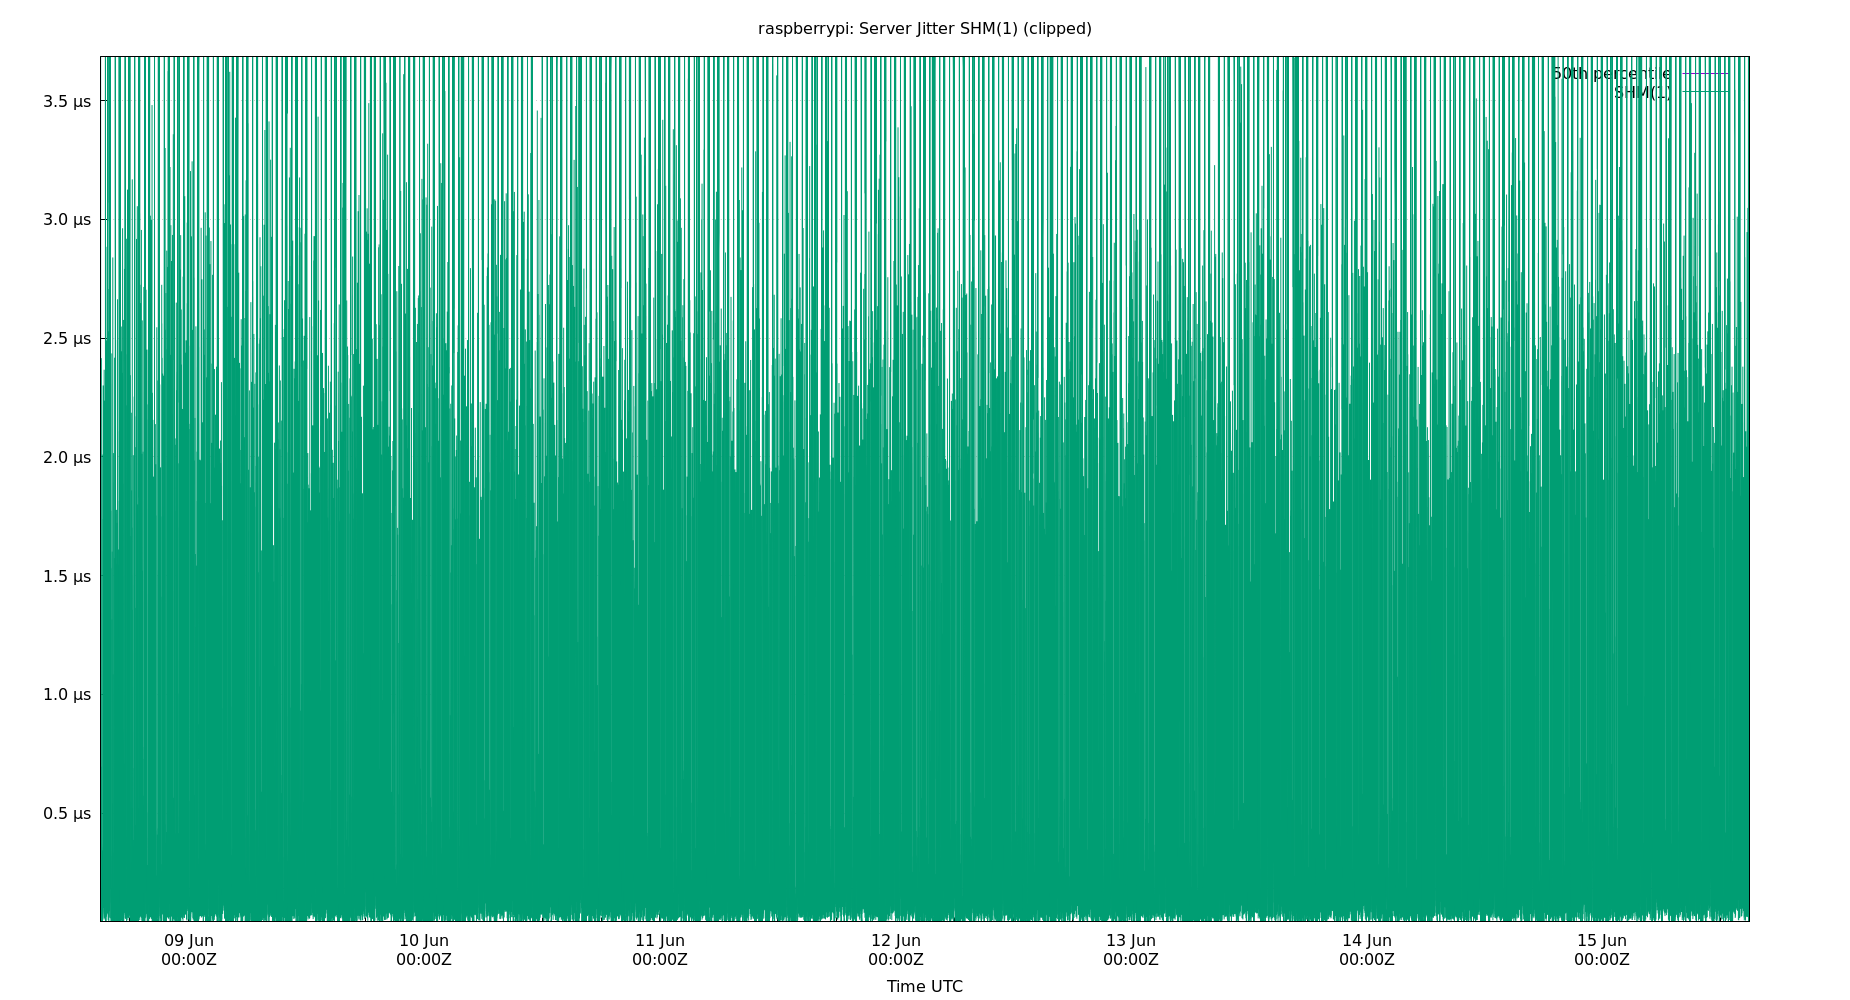 raspberrypi: Server Jitter SHM(1) (clipped)
50th percentile
SHM(1)
3.5 µs
3.0 µs
2.5 µs
2.0 µs
1.5 µs
1.0 µs
0.5 µs
09 Jun 10 Jun 11 Jun 12 Jun 13 Jun 14 Jun 15 Jun
00:00Z 00:00Z 00:00Z 00:00Z 00:00Z 00:00Z 00:00Z
Time UTC